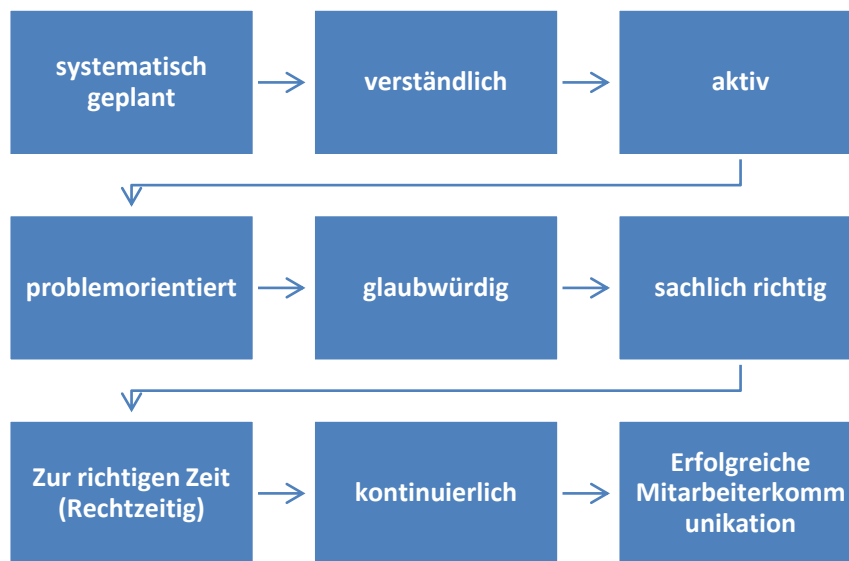 systematisch
geplant
verständlich
aktiv
problemorientiert
glaubwürdig
sachlich richtig
Zur richtigen Zeit
(Rechtzeitig)
kontinuierlich
Erfolgreiche
Mitarbeiterkomm
unikation